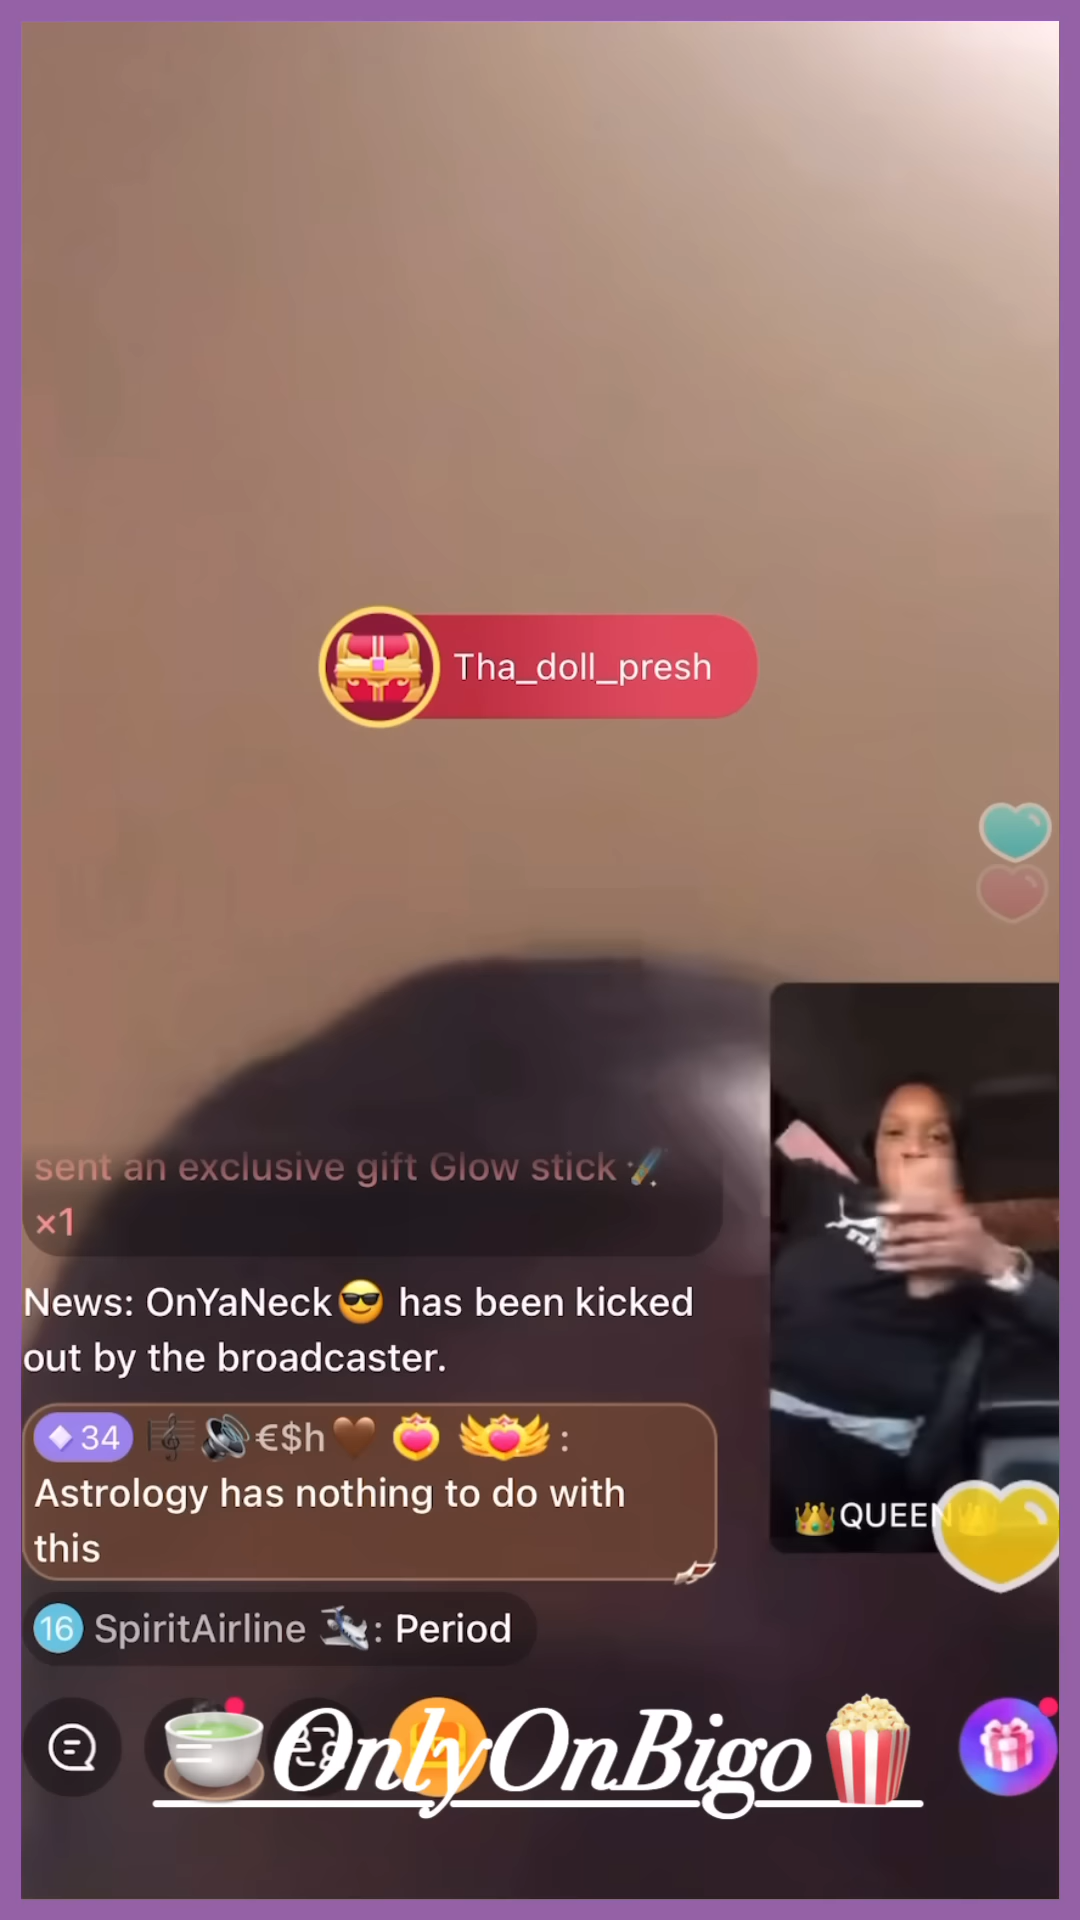 Tha_doll_presh
sent an exclusive gift Glow stick
×1
News: OnYaNeck😎 has been kicked
out by the broadcaster.
34 🎼🔊€$h🤎 :
Astrology has nothing to do with
this
👑QUEEN👑
16 SpiritAirline 🛩: Period
🍵OnlyOnBigo🍿